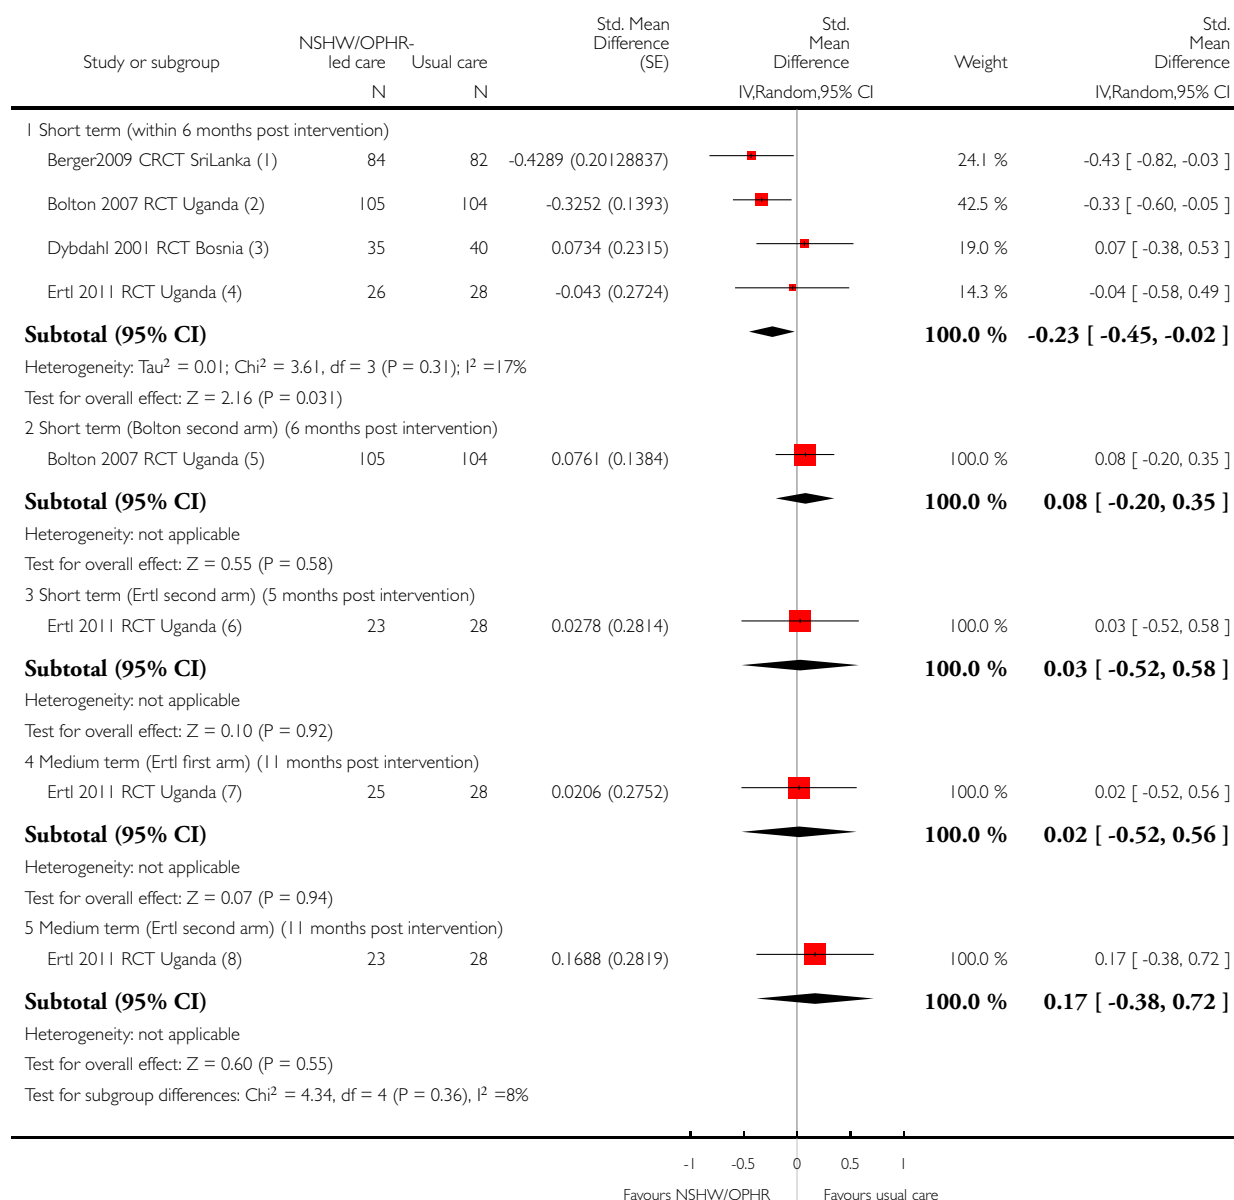 Study or subgroup NSHW/OPHR-led care Usual care Std. Mean Difference (SE) Std. Mean Difference Weight Std. Mean Difference
N N IV,Random,95% CI IV,Random,95% CI
1 Short term (within 6 months post intervention)
Berger2009 CRCT SriLanka (1) 84 82 -0.4289 (0.20128837) 24.1 % -0.43 [ -0.82, -0.03 ]
Bolton 2007 RCT Uganda (2) 105 104 -0.3252 (0.1393) 42.5 % -0.33 [ -0.60, -0.05 ]
Dybdahl 2001 RCT Bosnia (3) 35 40 0.0734 (0.2315) 19.0 % 0.07 [ -0.38, 0.53 ]
Ertl 2011 RCT Uganda (4) 26 28 -0.043 (0.2724) 14.3 % -0.04 [ -0.58, 0.49 ]
Subtotal (95% CI) 100.0 % -0.23 [ -0.45, -0.02 ]
Heterogeneity: Tau² = 0.01; Chi² = 3.61, df = 3 (P = 0.31); I² =17%
Test for overall effect: Z = 2.16 (P = 0.031)
2 Short term (Bolton second arm) (6 months post intervention)
Bolton 2007 RCT Uganda (5) 105 104 0.0761 (0.1384) 100.0 % 0.08 [ -0.20, 0.35 ]
Subtotal (95% CI) 100.0 % 0.08 [ -0.20, 0.35 ]
Heterogeneity: not applicable
Test for overall effect: Z = 0.55 (P = 0.58)
3 Short term (Ertl second arm) (5 months post intervention)
Ertl 2011 RCT Uganda (6) 23 28 0.0278 (0.2814) 100.0 % 0.03 [ -0.52, 0.58 ]
Subtotal (95% CI) 100.0 % 0.03 [ -0.52, 0.58 ]
Heterogeneity: not applicable
Test for overall effect: Z = 0.10 (P = 0.92)
4 Medium term (Ertl first arm) (11 months post intervention)
Ertl 2011 RCT Uganda (7) 25 28 0.0206 (0.2752) 100.0 % 0.02 [ -0.52, 0.56 ]
Subtotal (95% CI) 100.0 % 0.02 [ -0.52, 0.56 ]
Heterogeneity: not applicable
Test for overall effect: Z = 0.07 (P = 0.94)
5 Medium term (Ertl second arm) (11 months post intervention)
Ertl 2011 RCT Uganda (8) 23 28 0.1688 (0.2819) 100.0 % 0.17 [ -0.38, 0.72 ]
Subtotal (95% CI) 100.0 % 0.17 [ -0.38, 0.72 ]
Heterogeneity: not applicable
Test for overall effect: Z = 0.60 (P = 0.55)
Test for subgroup differences: Chi² = 4.34, df = 4 (P = 0.36), I² =8%
-1 -0.5 0 0.5 1
Favours NSHW/OPHR Favours usual care